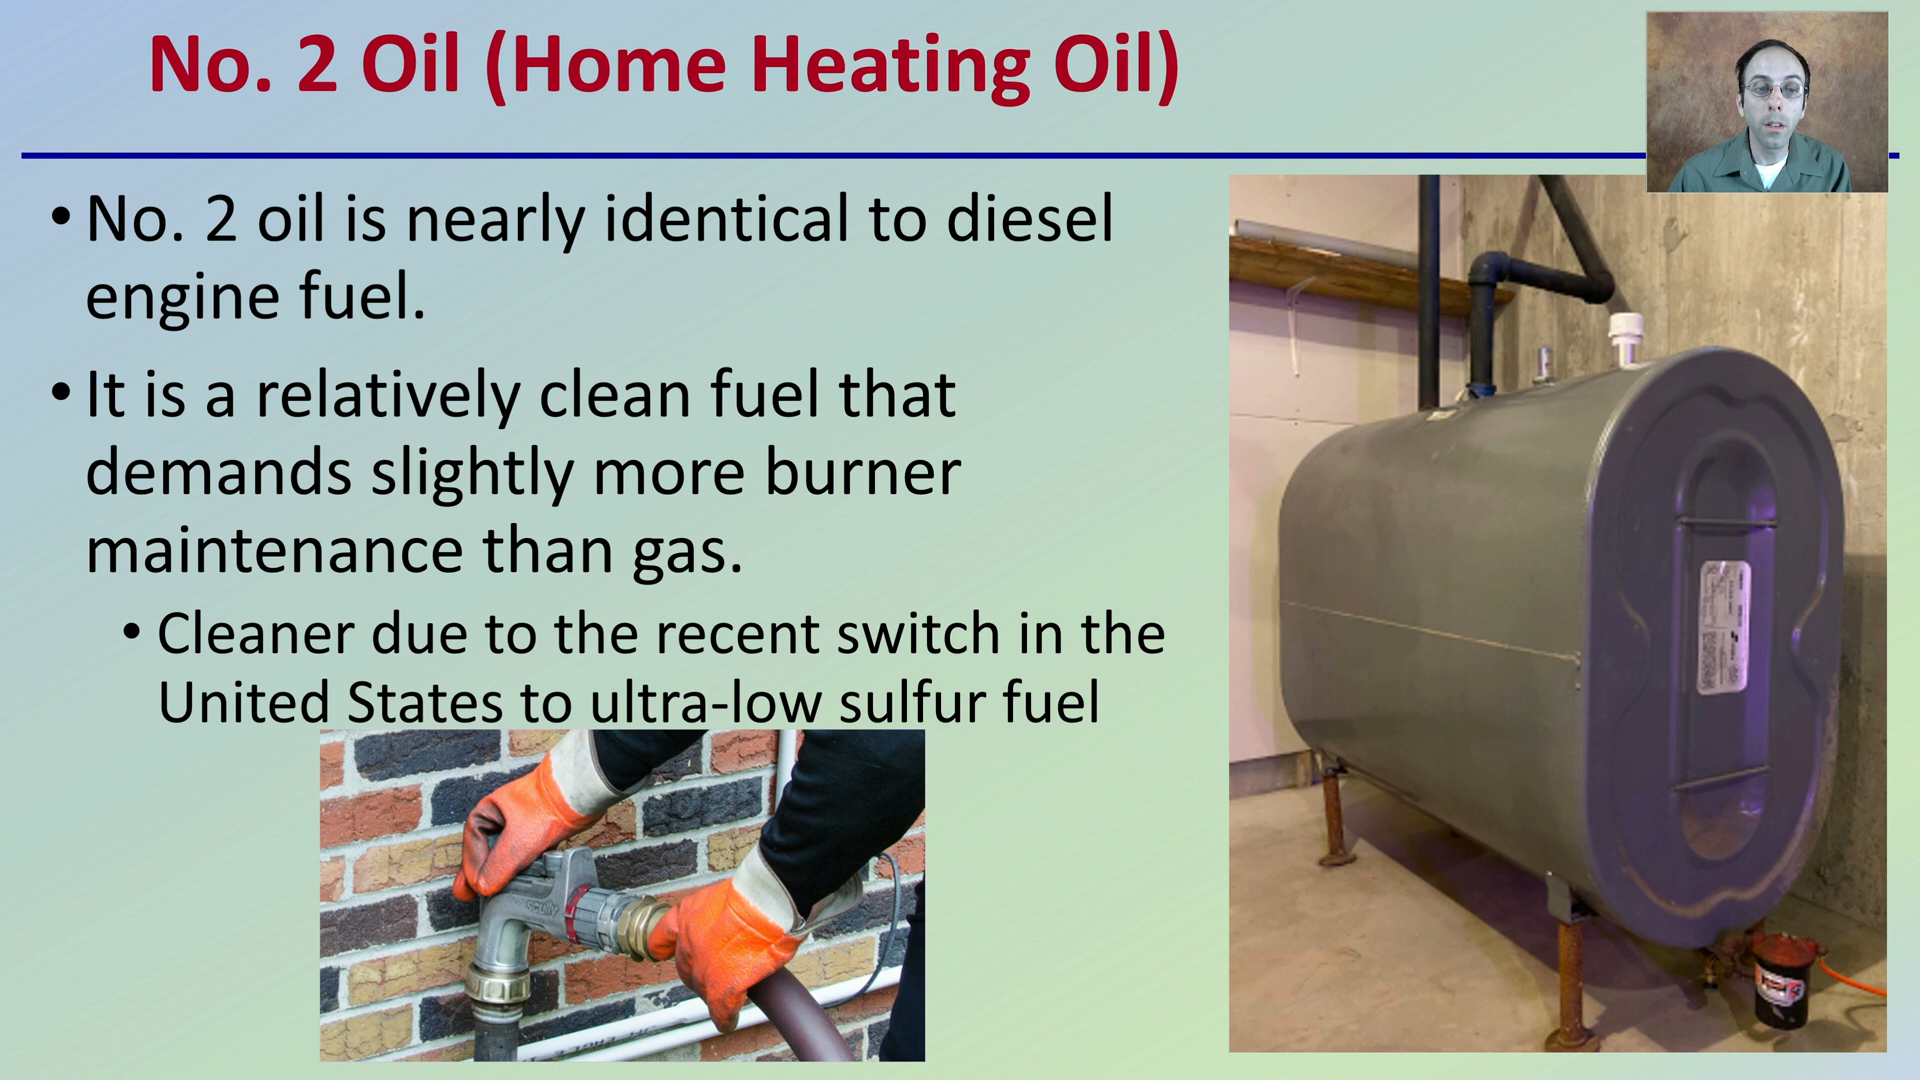 No. 2 Oil (Home Heating Oil)
• No. 2 oil is nearly identical to diesel
engine fuel.
• It is a relatively clean fuel that
demands slightly more burner
maintenance than gas.
• Cleaner due to the recent switch in the
United States to ultra-low sulfur fuel